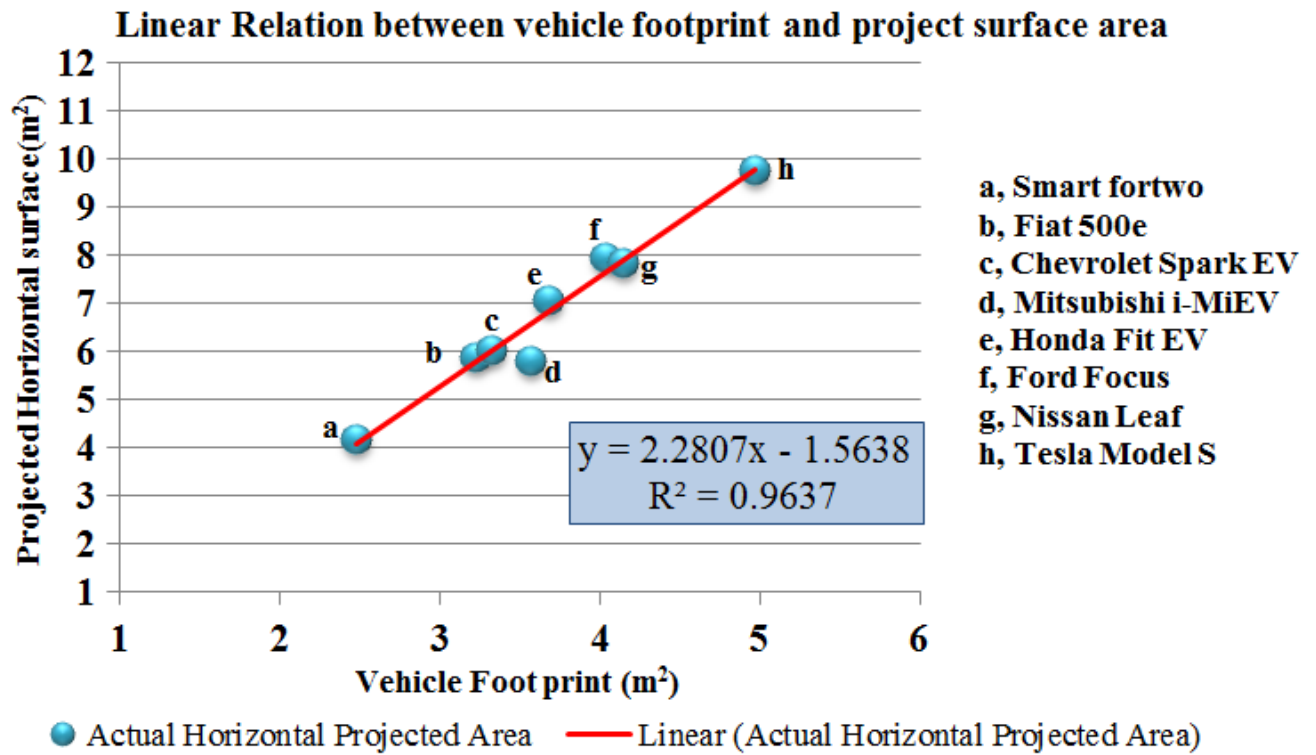 Linear Relation between vehicle footprint and project surface area
Projected Horizontal surface(m²)
12
11
10
9
8
7
6
5
4
3
2
1
1 2 3 4 5 6
Vehicle Foot print (m²)
a
b
c
d
e
f
g
h
y = 2.2807x - 1.5638
R² = 0.9637
a, Smart fortwo
b, Fiat 500e
c, Chevrolet Spark EV
d, Mitsubishi i-MiEV
e, Honda Fit EV
f, Ford Focus
g, Nissan Leaf
h, Tesla Model S
Actual Horizontal Projected Area Linear (Actual Horizontal Projected Area)